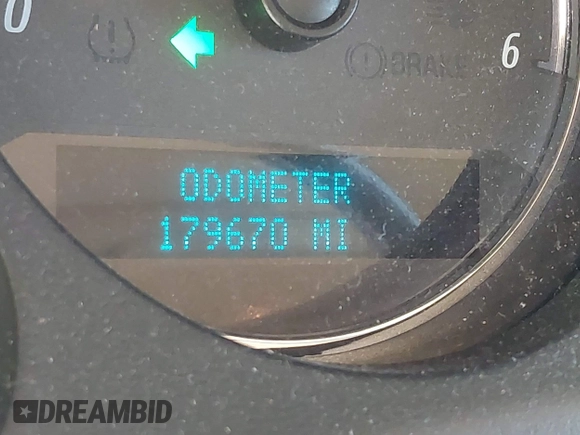 0
6
BRAKE
ODOMETER
179670 MI
DREAMBID